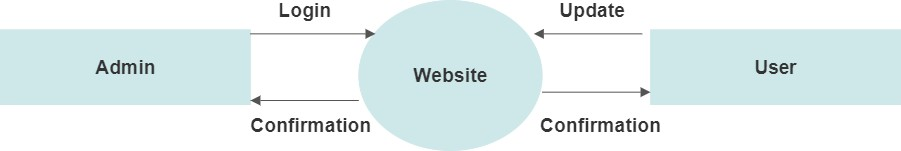 Login
Update
Admin
Website
User
Confirmation
Confirmation